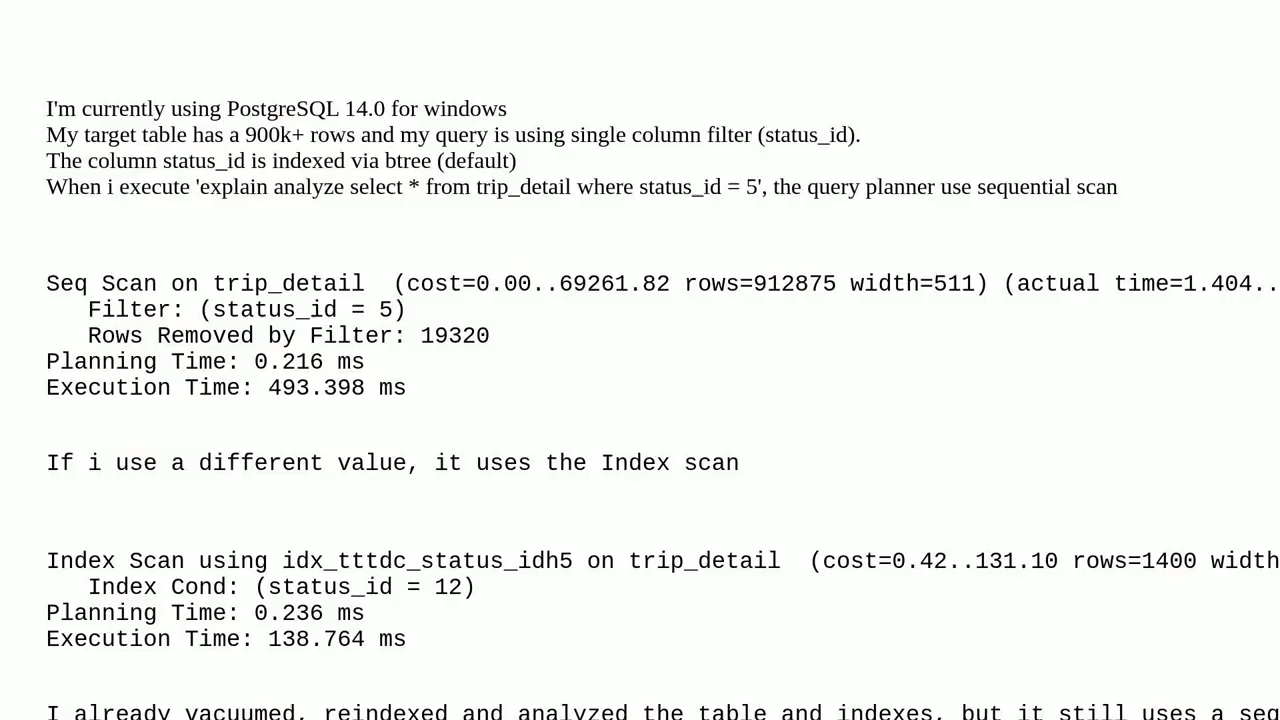 I'm currently using PostgreSQL 14.0 for windows
My target table has a 900k+ rows and my query is using single column filter (status_id).
The column status_id is indexed via btree (default)
When i execute 'explain analyze select * from trip_detail where status_id = 5', the query planner use sequential scan
Seq Scan on trip_detail  (cost=0.00..69261.82 rows=912875 width=511) (actual time=1.404..
   Filter: (status_id = 5)
   Rows Removed by Filter: 19320
Planning Time: 0.216 ms
Execution Time: 493.398 ms
If i use a different value, it uses the Index scan
Index Scan using idx_tttdc_status_idh5 on trip_detail  (cost=0.42..131.10 rows=1400 width
   Index Cond: (status_id = 12)
Planning Time: 0.236 ms
Execution Time: 138.764 ms
I already vacuumed, reindexed and analyzed the table and indexes, but it still uses a seq